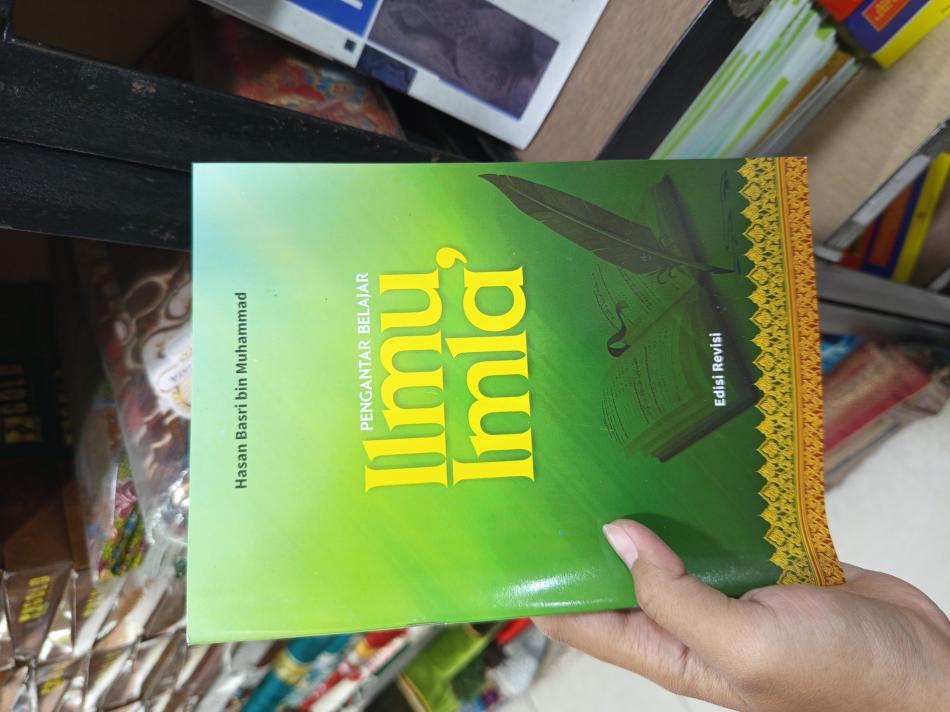 Hasan Basri bin Muhammad
PENGANTAR BELAJAR
Ilmu
Imla'
Edisi Revisi